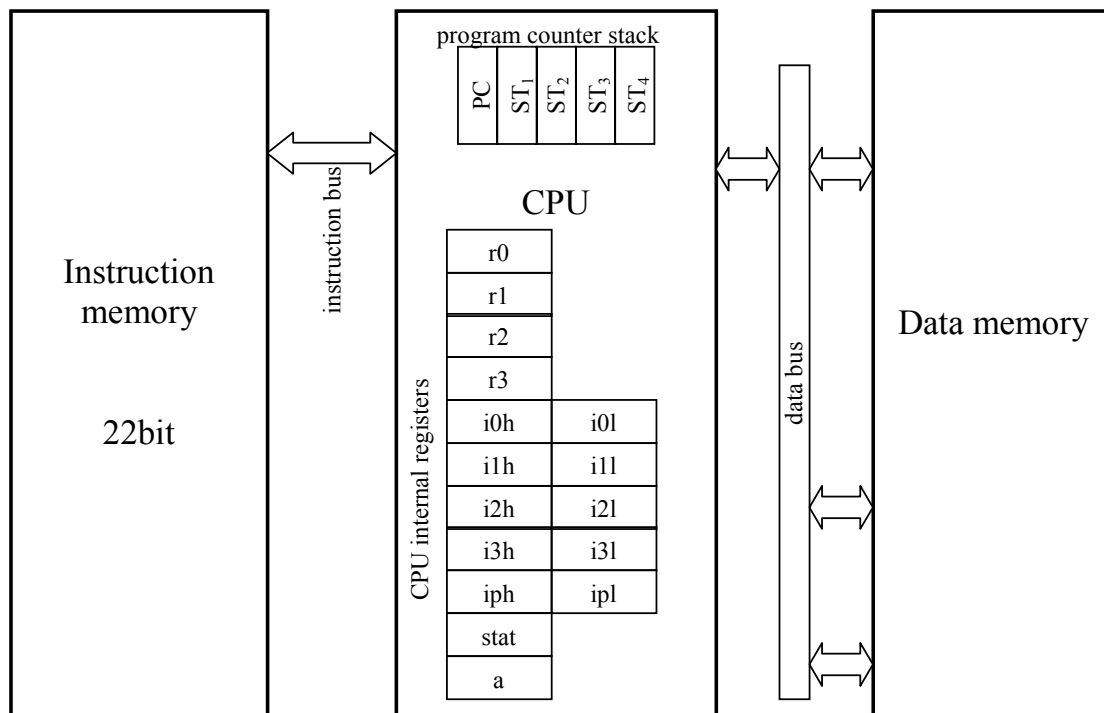 program counter stack
PC
ST₁
ST₂
ST₃
ST₄
instruction bus
CPU
Instruction
memory
22bit
CPU internal registers
r0
r1
r2
r3
i0h i0l
i1h i1l
i2h i2l
i3h i3l
iph ipl
stat
a
data bus
Data memory